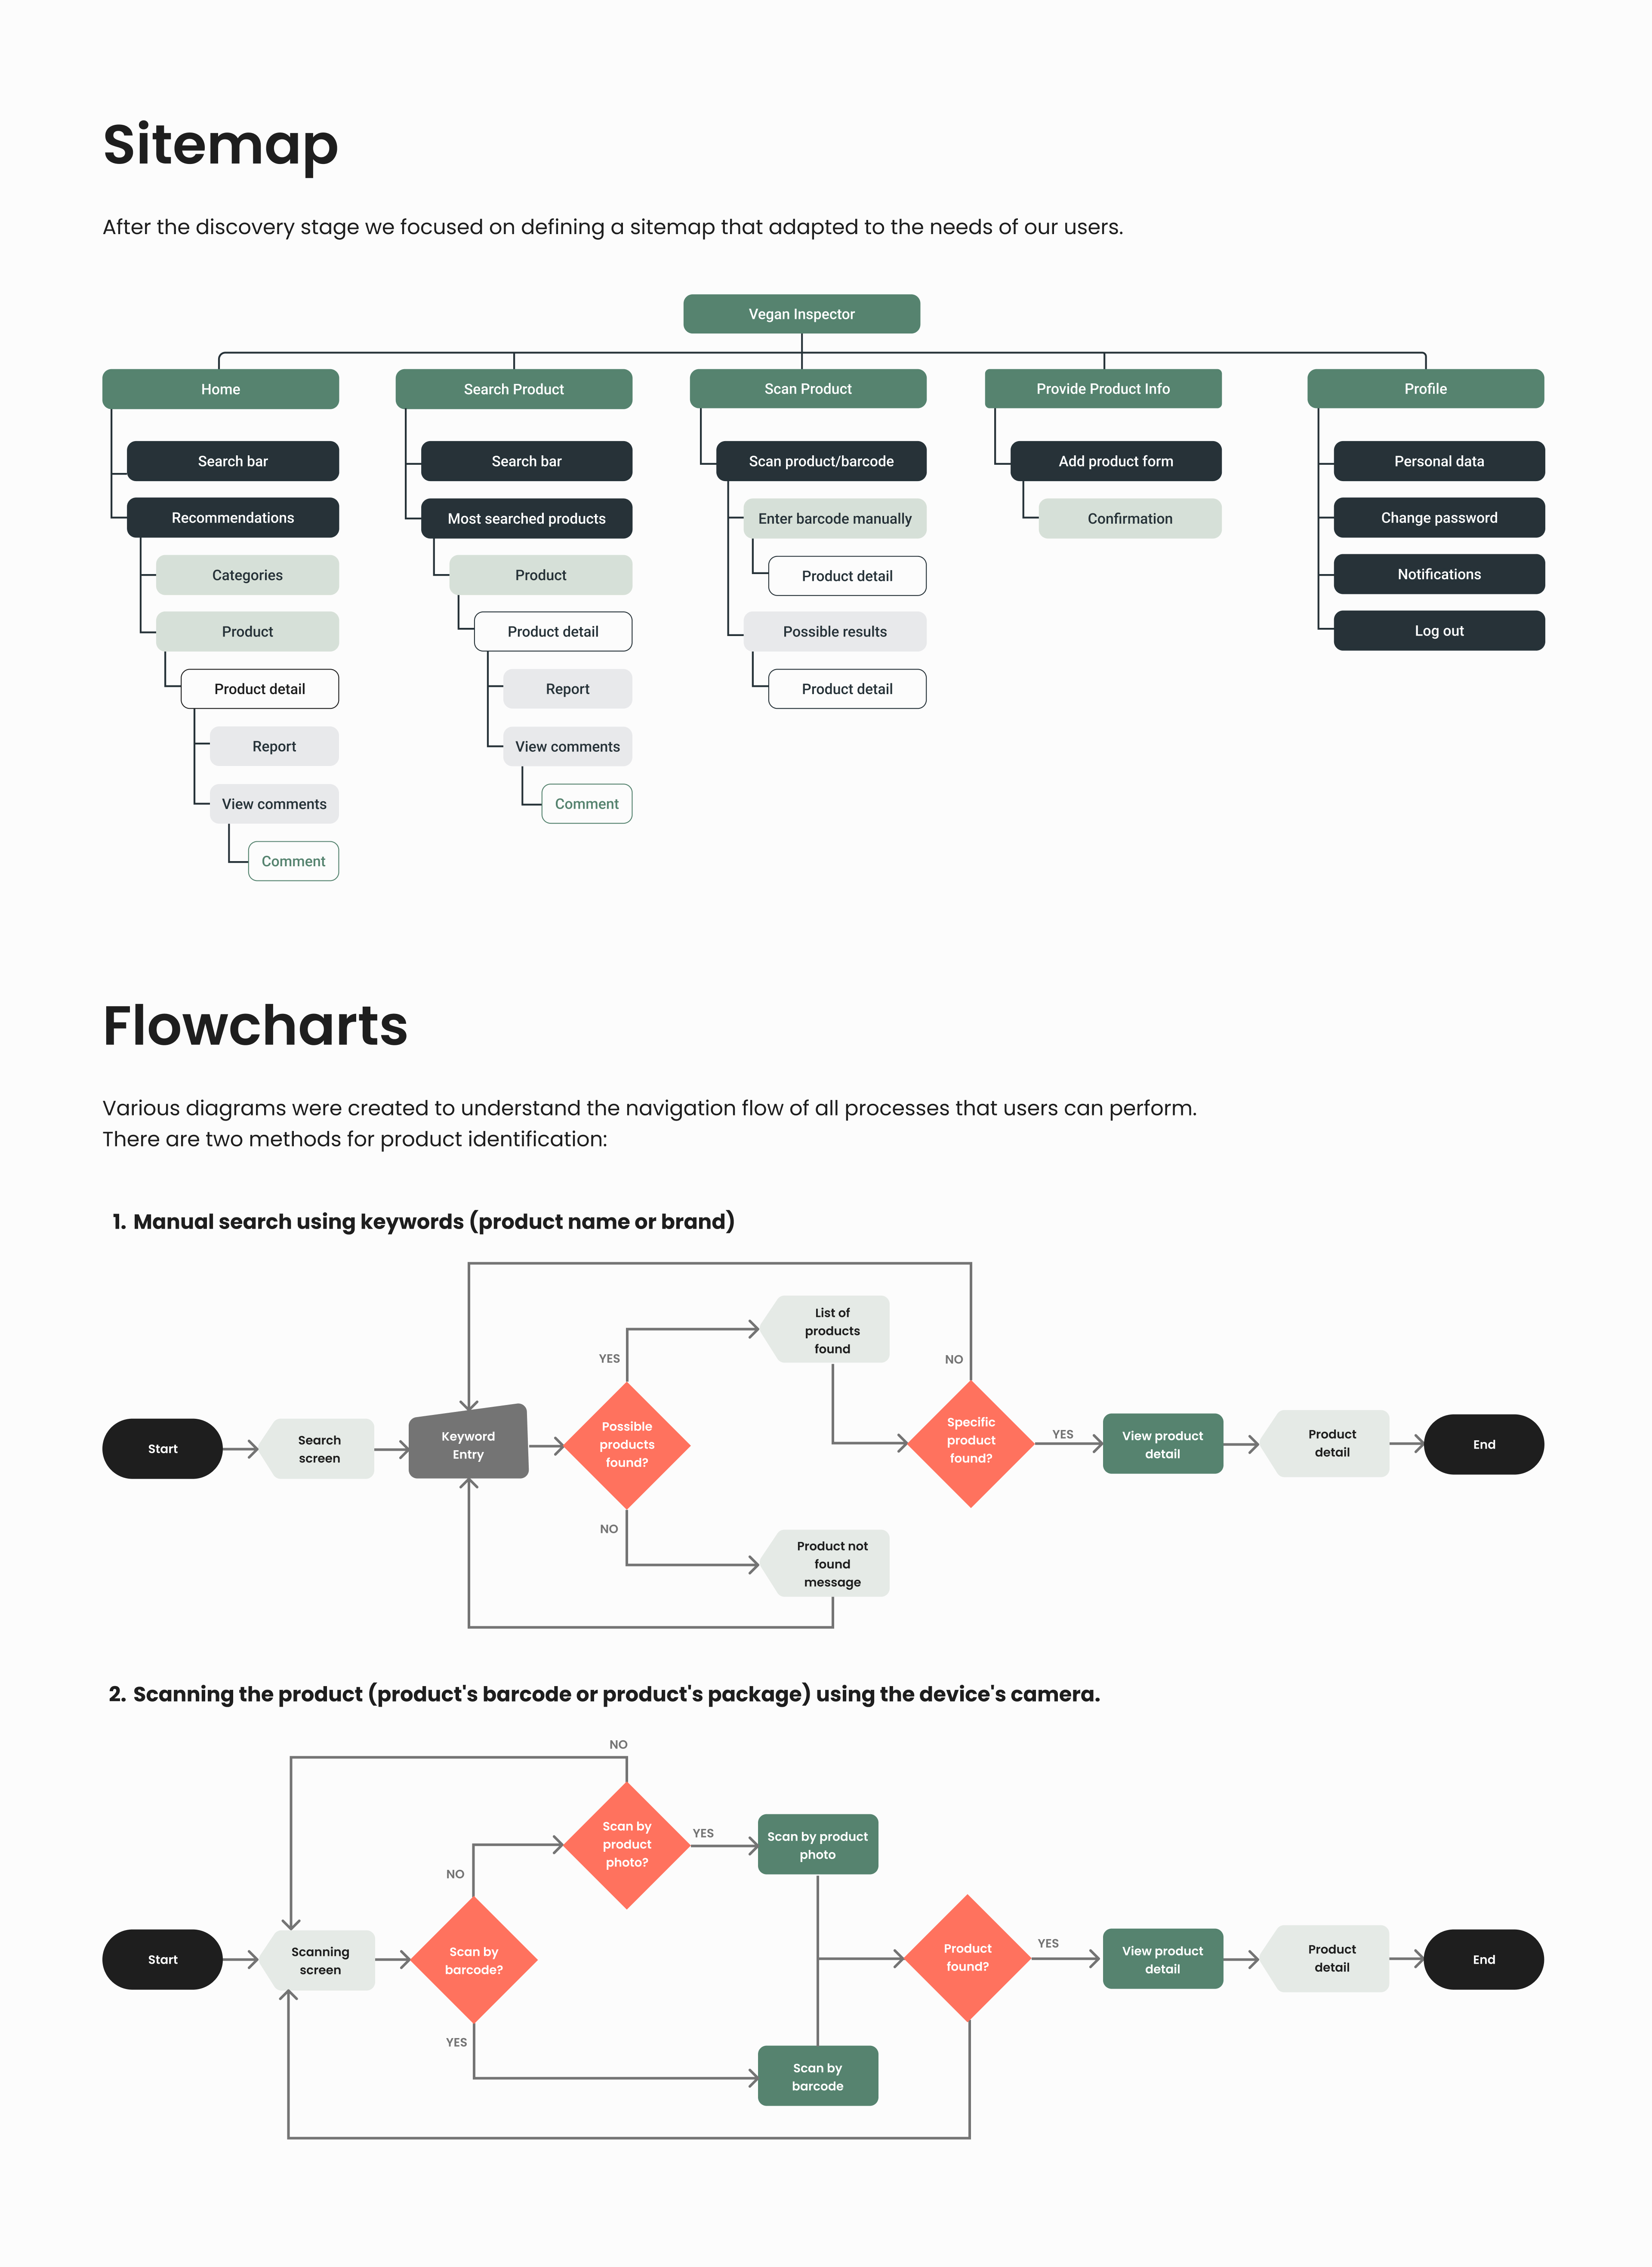 Sitemap
After the discovery stage we focused on defining a sitemap that adapted to the needs of our users.
Vegan Inspector
Home
Search bar
Recommendations
Categories
Product
Product detail
Report
View comments
Comment
Search Product
Search bar
Most searched products
Product
Product detail
Report
View comments
Comment
Scan Product
Scan product/barcode
Enter barcode manually
Product detail
Possible results
Product detail
Provide Product Info
Add product form
Confirmation
Profile
Personal data
Change password
Notifications
Log out
Flowcharts
Various diagrams were created to understand the navigation flow of all processes that users can perform.
There are two methods for product identification:
1. Manual search using keywords (product name or brand)
Start
Search
screen
Keyword
Entry
Possible
products
found?
YES
List of
products
found
NO
Product not
found
message
Specific
product
found?
NO
YES
View product
detail
Product
detail
End
2. Scanning the product (product's barcode or product's package) using the device's camera.
Start
Scanning
screen
Scan by
barcode?
NO
Scan by
product
photo?
NO
YES
Scan by product
photo
YES
Scan by
barcode
Product
found?
YES
View product
detail
Product
detail
End